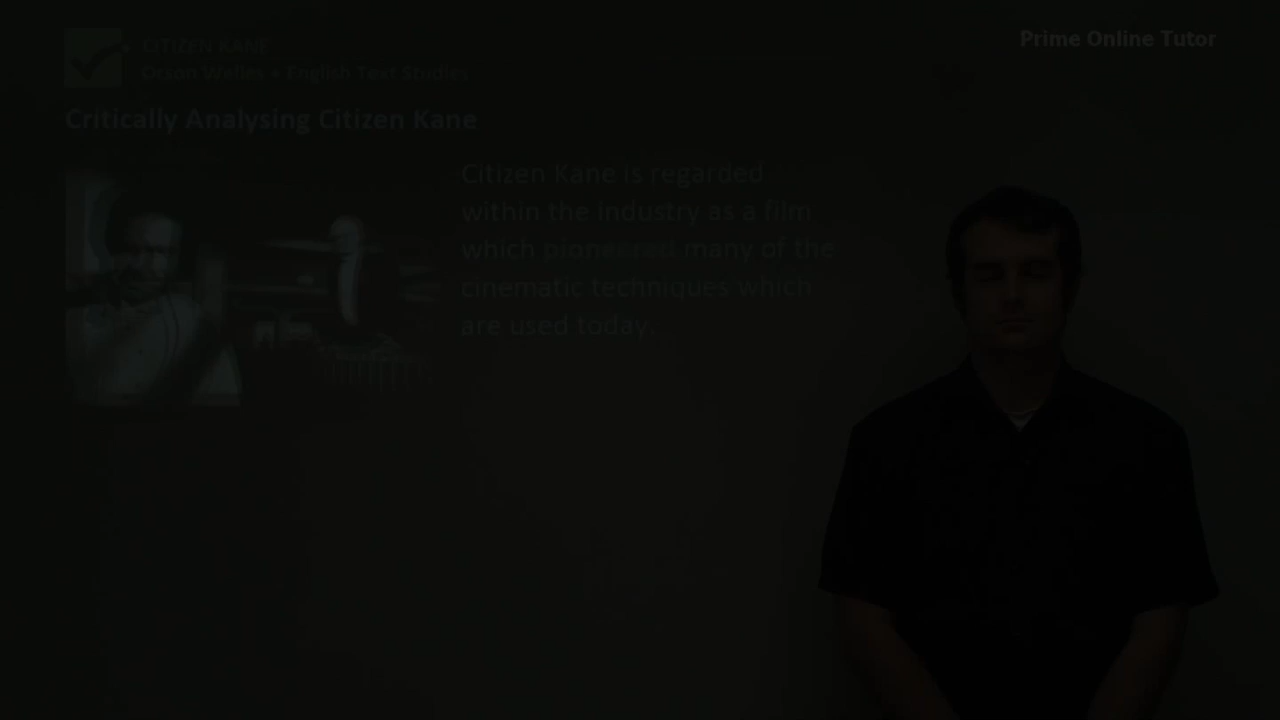 CITIZEN KANE
Orson Welles • English Text Studies
Prime Online Tutor
Critically Analysing Citizen Kane
Citizen Kane is regarded
within the industry as a film
which pioneered many of the
cinematic techniques which
are used today.